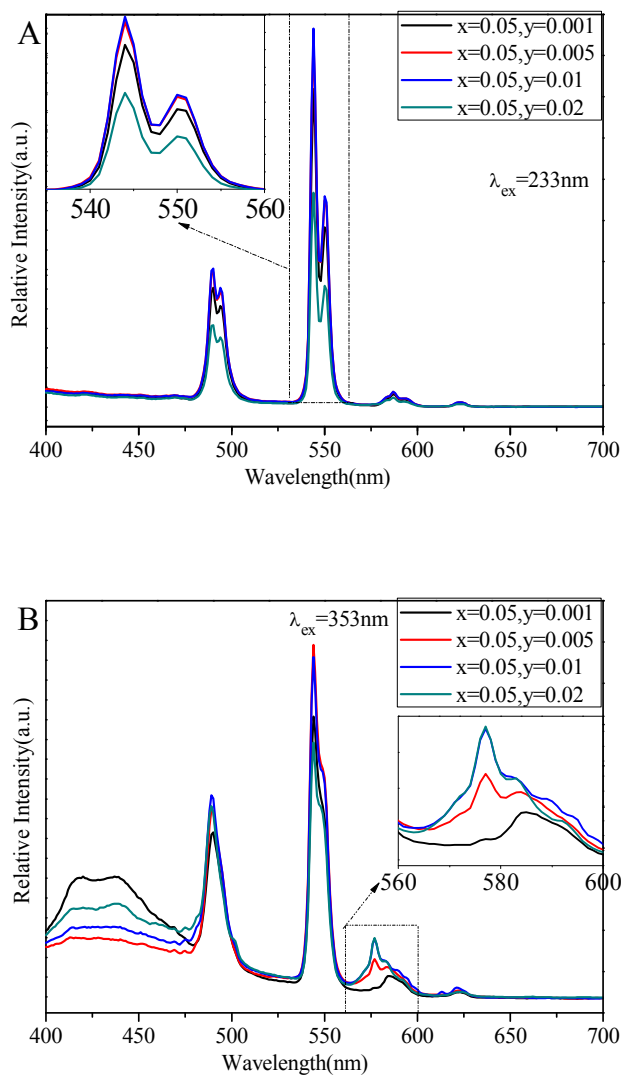 A
x=0.05,y=0.001
x=0.05,y=0.005
x=0.05,y=0.01
x=0.05,y=0.02
λex=233nm
540 550 560
Relative Intensity(a.u.)
400 450 500 550 600 650 700
Wavelength(nm)
B
λex=353nm
x=0.05,y=0.001
x=0.05,y=0.005
x=0.05,y=0.01
x=0.05,y=0.02
560 580 600
Relative Intensity(a.u.)
400 450 500 550 600 650 700
Wavelength(nm)